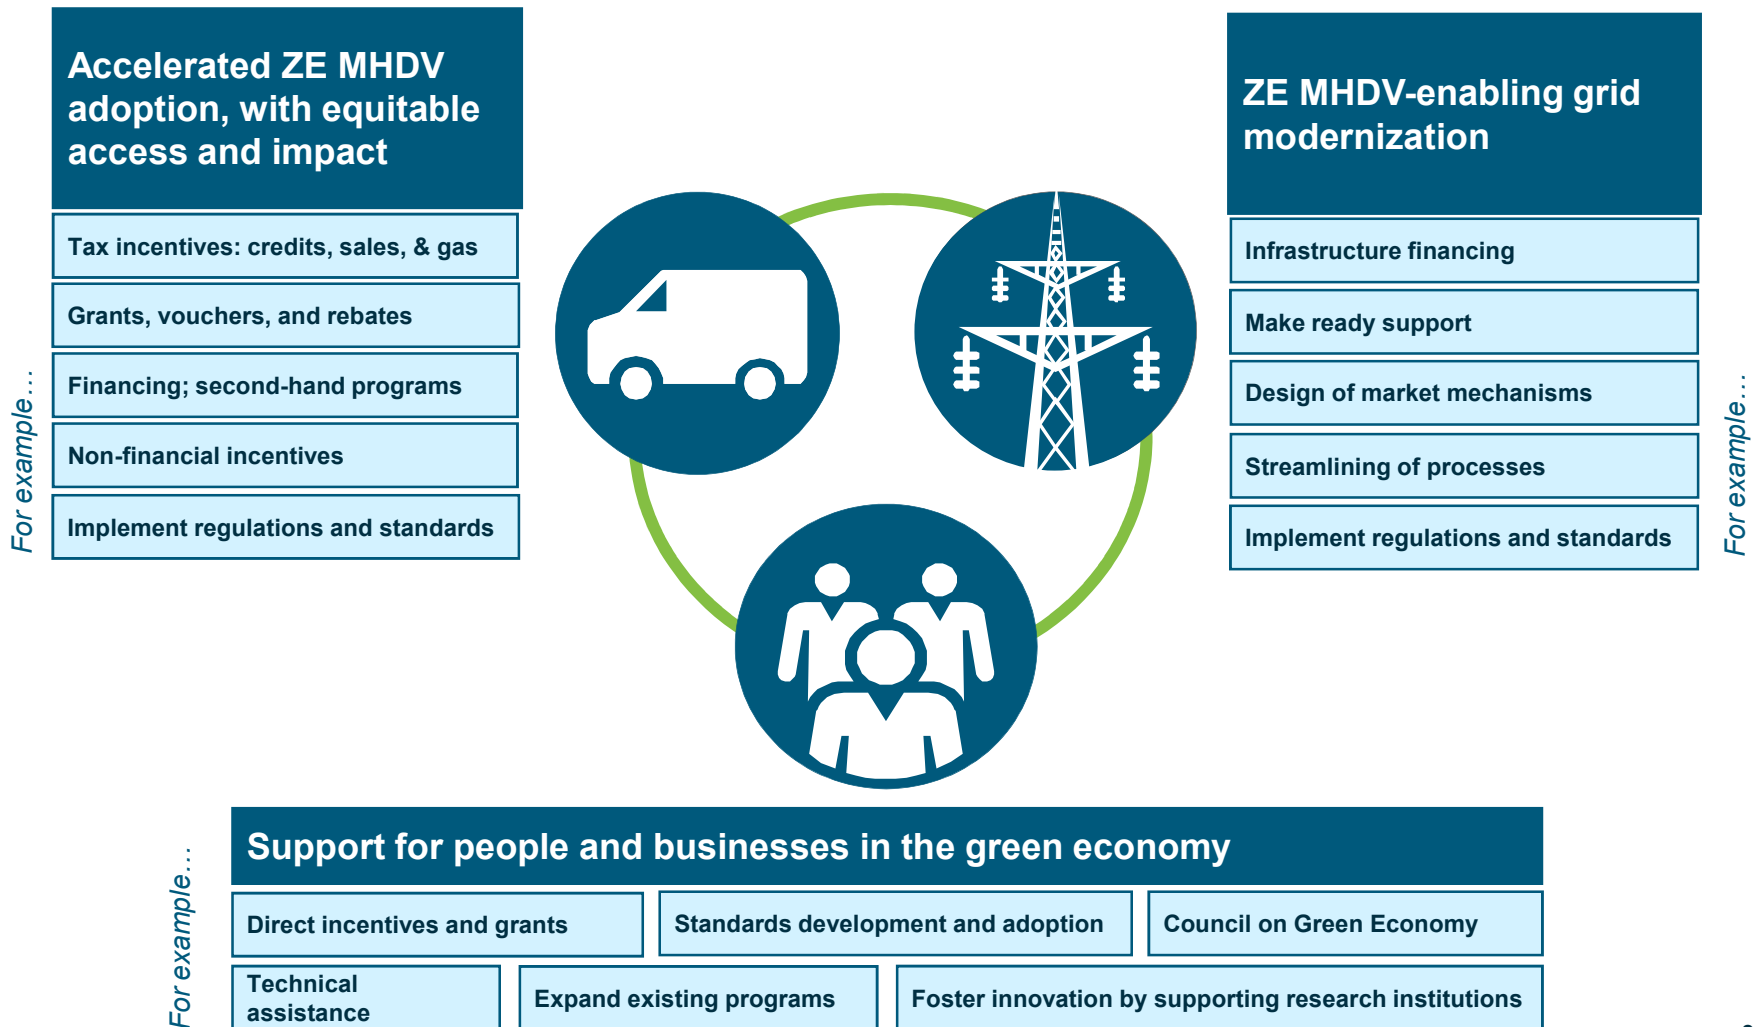 Accelerated ZE MHDV
adoption, with equitable
access and impact
For example…
Tax incentives: credits, sales, & gas
Grants, vouchers, and rebates
Financing; second-hand programs
Non-financial incentives
Implement regulations and standards
ZE MHDV-enabling grid
modernization
Infrastructure financing
Make ready support
Design of market mechanisms
Streamlining of processes
Implement regulations and standards
For example…
Support for people and businesses in the green economy
For example…
Direct incentives and grants
Standards development and adoption
Council on Green Economy
Technical
assistance
Expand existing programs
Foster innovation by supporting research institutions